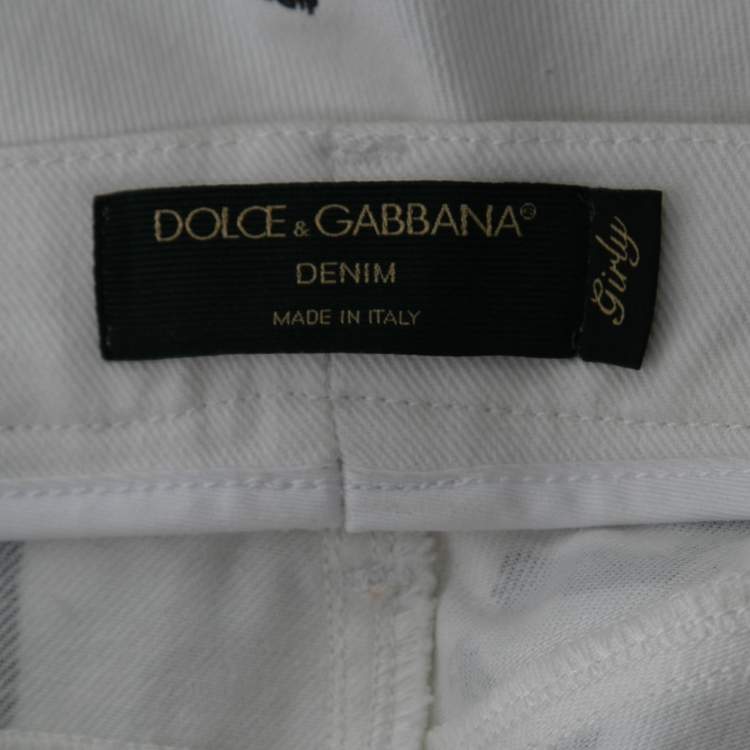 DOLCE & GABBANA®
DENIM
MADE IN ITALY
Girly